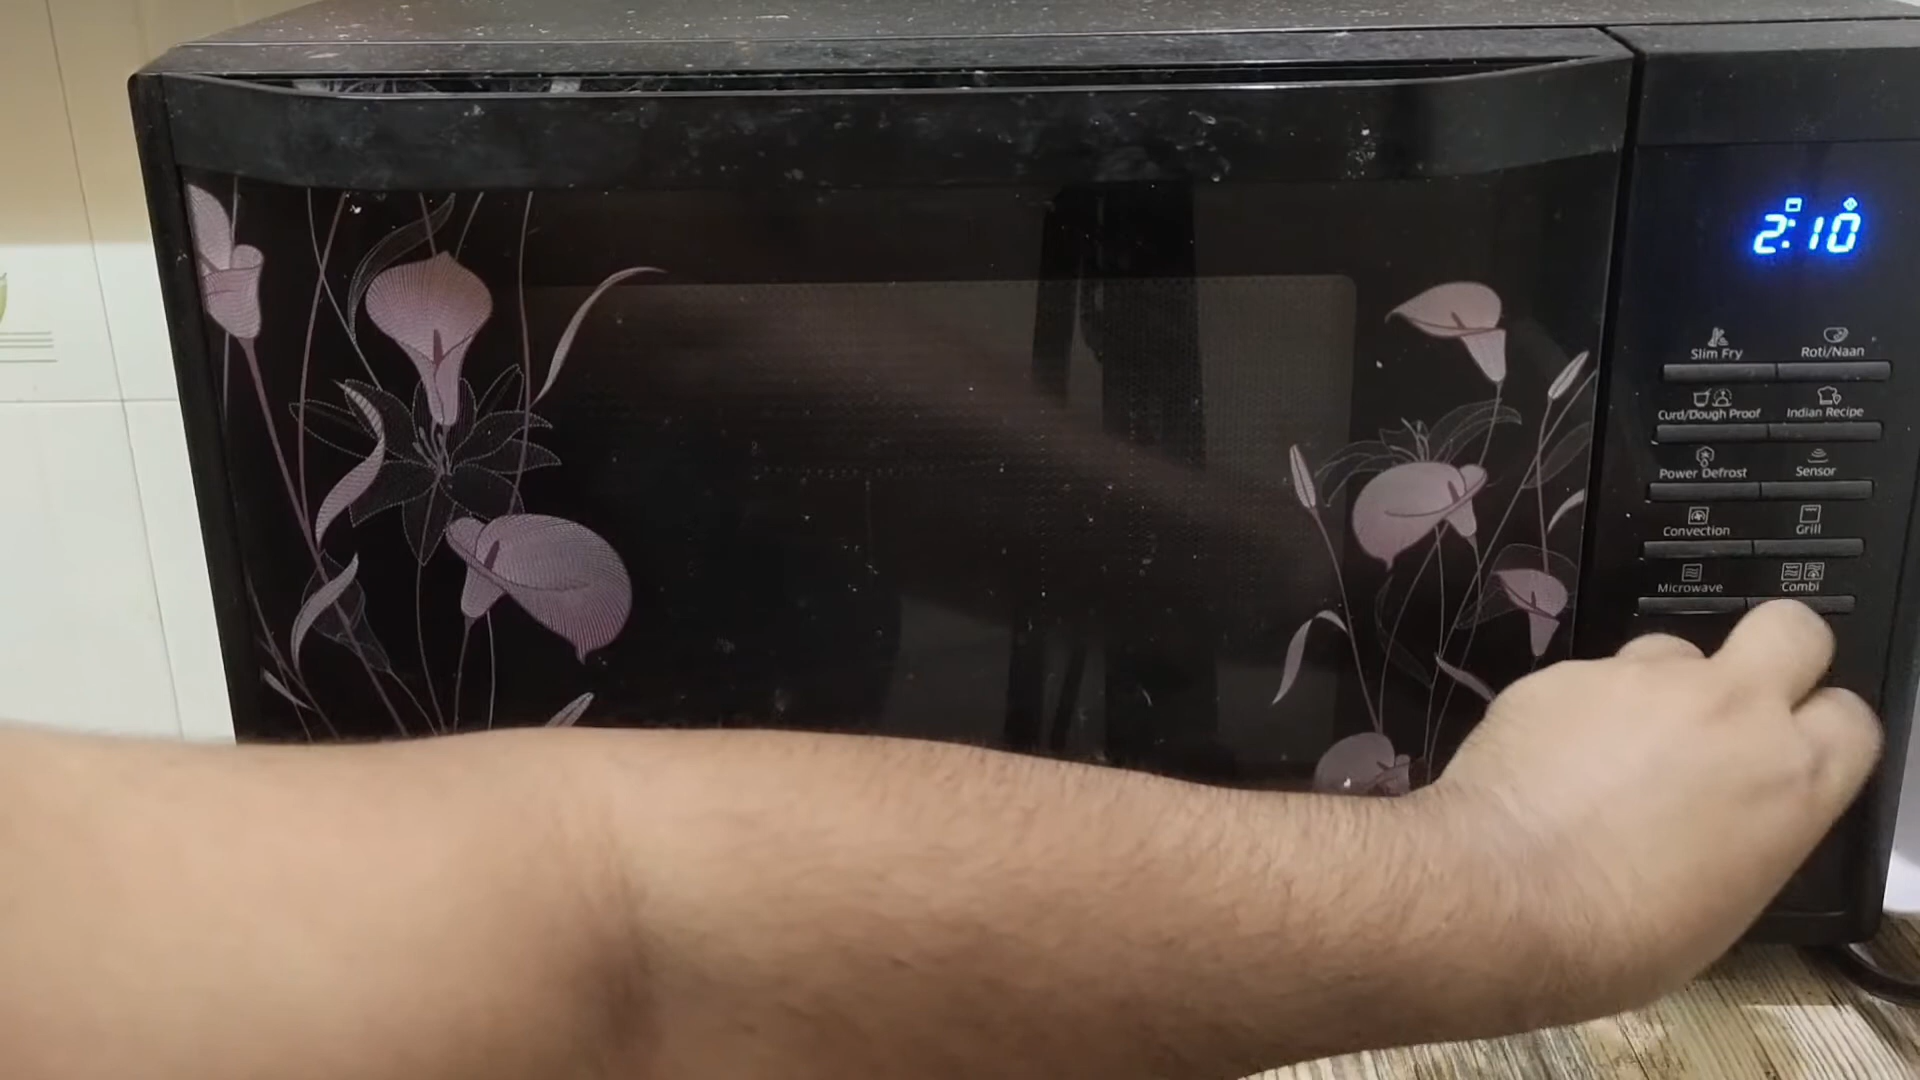 2:10
Slim Fry Roti/Naan
Curd/Dough Proof Indian Recipe
Power Defrost Sensor
Convection Grill
Microwave Combi